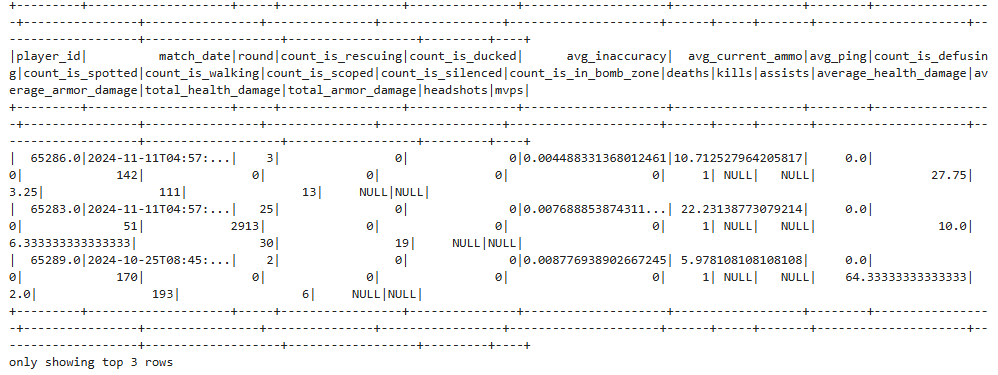 +---------+--------------------+-----+-----------------+---------------+--------------------+------------------+--------+--------------
-+----------------+----------------+---------------+-----------------+--------------------+------+-----+-------+---------------------+--
------------------+-------------------+------------------+---------+----+
|player_id|          match_date|round|count_is_rescuing|count_is_ducked|      avg_inaccuracy|  avg_current_ammo|avg_ping|count_is_defusin
g|count_is_spotted|count_is_walking|count_is_scoped|count_is_silenced|count_is_in_bomb_zone|deaths|kills|assists|average_health_damage|av
erage_armor_damage|total_health_damage|total_armor_damage|headshots|mvps|
+---------+--------------------+-----+-----------------+---------------+--------------------+------------------+--------+--------------
-+----------------+----------------+---------------+-----------------+--------------------+------+-----+-------+---------------------+--
------------------+-------------------+------------------+---------+----+
|  65286.0|2024-11-11T04:57:...|    3|                0|              0|0.004488331368012461|10.712527964205817|     0.0|
0|             142|               0|              0|                0|                    0|     1| NULL|   NULL|                27.75|
3.25|                111|                13|     NULL|NULL|
|  65283.0|2024-11-11T04:57:...|   25|                0|              0|0.007688853874311...| 22.23138773079214|     0.0|
0|              51|            2913|              0|                0|                    0|     1| NULL|   NULL|                 10.0|
6.333333333333333|                 30|                19|     NULL|NULL|
|  65289.0|2024-10-25T08:45:...|    2|                0|              0|0.008776938902667245| 5.978108108108108|     0.0|
0|             170|               0|              0|                0|                    0|     1| NULL|   NULL|    64.33333333333333|
2.0|                193|                 6|     NULL|NULL|
+---------+--------------------+-----+-----------------+---------------+--------------------+------------------+--------+--------------
-+----------------+----------------+---------------+-----------------+--------------------+------+-----+-------+---------------------+--
------------------+-------------------+------------------+---------+----+
only showing top 3 rows